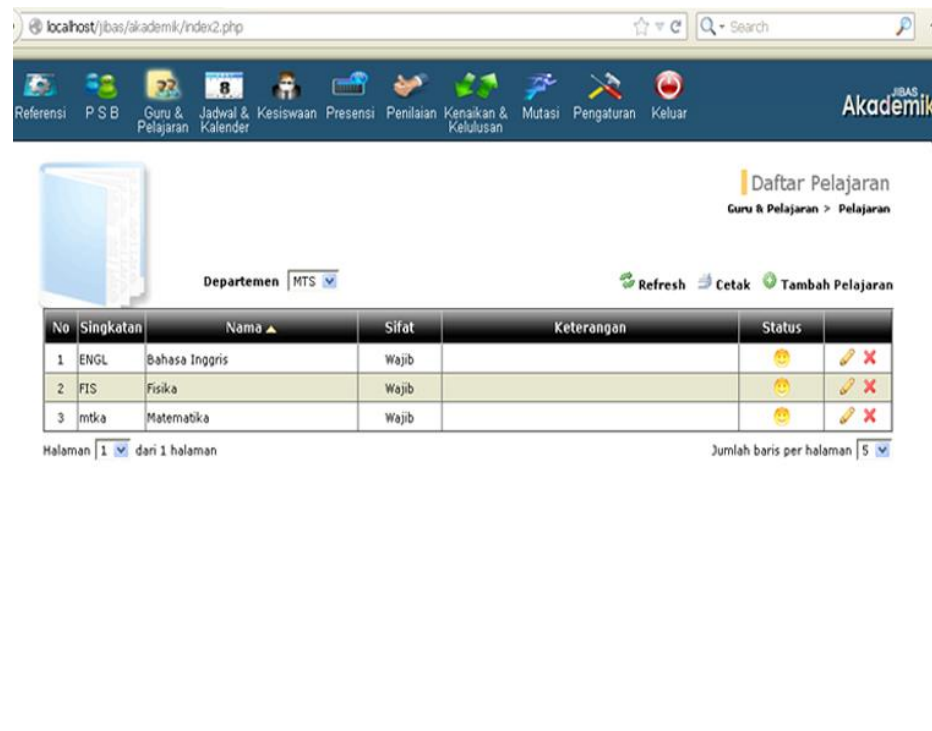 localhost/jibas/akademik/index2.php Search
Referensi P S B Guru & Pelajaran Jadwal & Kalender Kesiswaan Presensi Penilaian Kenaikan & Kelulusan Mutasi Pengaturan Keluar
8
JIBAS
Akademik
Daftar Pelajaran
Guru & Pelajaran > Pelajaran
Departemen MTS Refresh Cetak Tambah Pelajaran
No Singkatan Nama Sifat Keterangan Status
1 ENGL Bahasa Inggris Wajib
2 FIS Fisika Wajib
3 mtka Matematika Wajib
Halaman 1 dari 1 halaman Jumlah baris per halaman 5